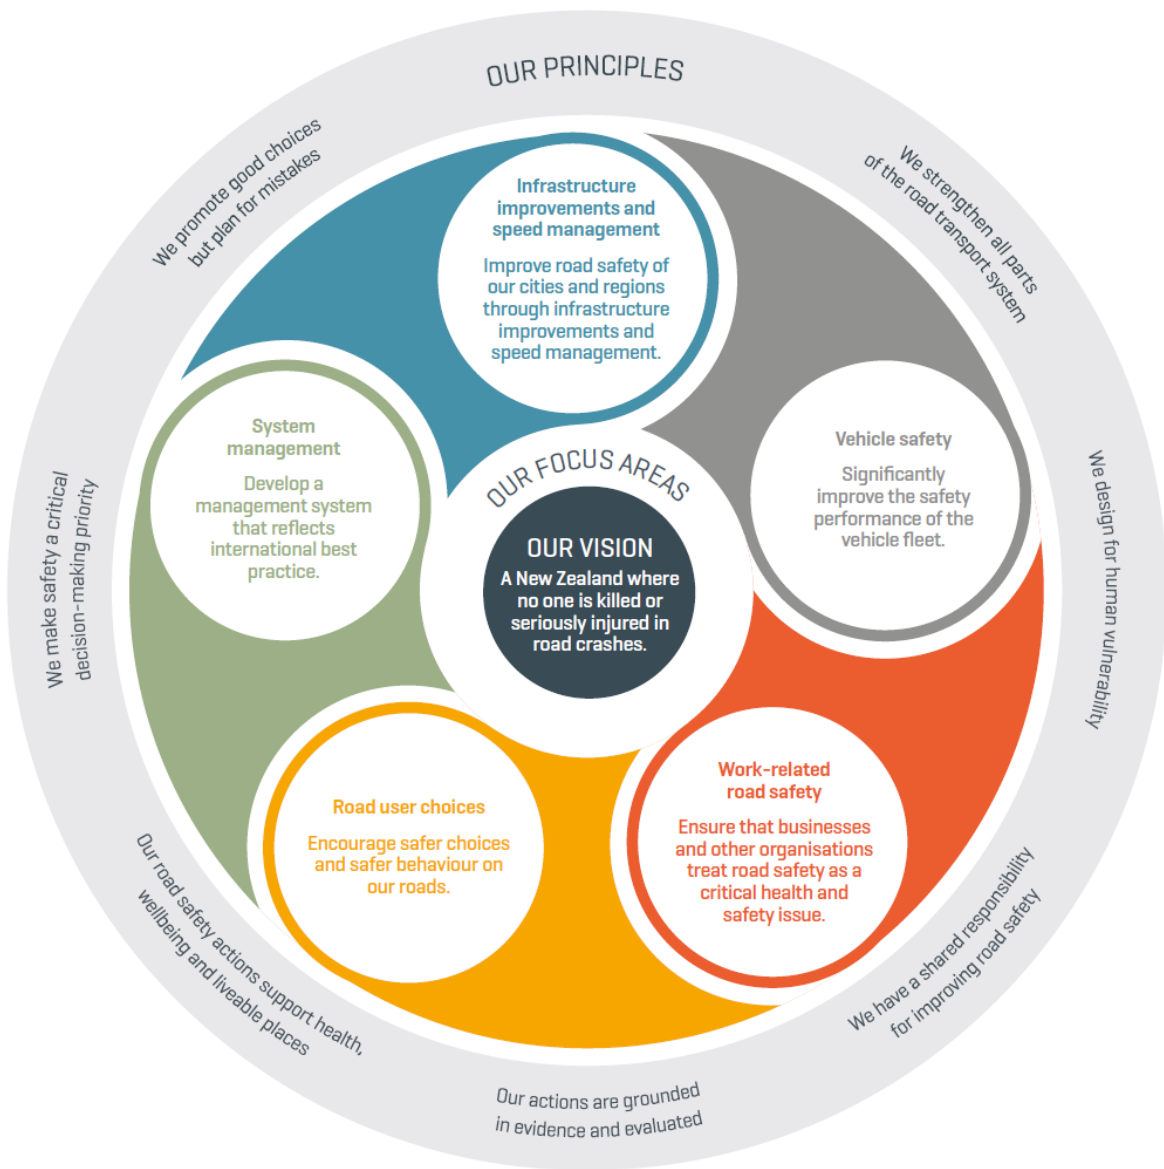 OUR PRINCIPLES
We promote good choices
but plan for mistakes
We strengthen all parts
of the road transport system
We design for human vulnerability
We have a shared responsibility
for improving road safety
Our actions are grounded
in evidence and evaluated
Our road safety actions support health,
wellbeing and liveable places
We make safety a critical
decision-making priority
Infrastructure
improvements and
speed management
Improve road safety of
our cities and regions
through infrastructure
improvements and
speed management.
Vehicle safety
Significantly
improve the safety
performance of the
vehicle fleet.
Work-related
road safety
Ensure that businesses
and other organisations
treat road safety as a
critical health and
safety issue.
Road user choices
Encourage safer choices
and safer behaviour on
our roads.
System
management
Develop a
management system
that reflects
international best
practice.
OUR FOCUS AREAS
OUR VISION
A New Zealand where
no one is killed or
seriously injured in
road crashes.